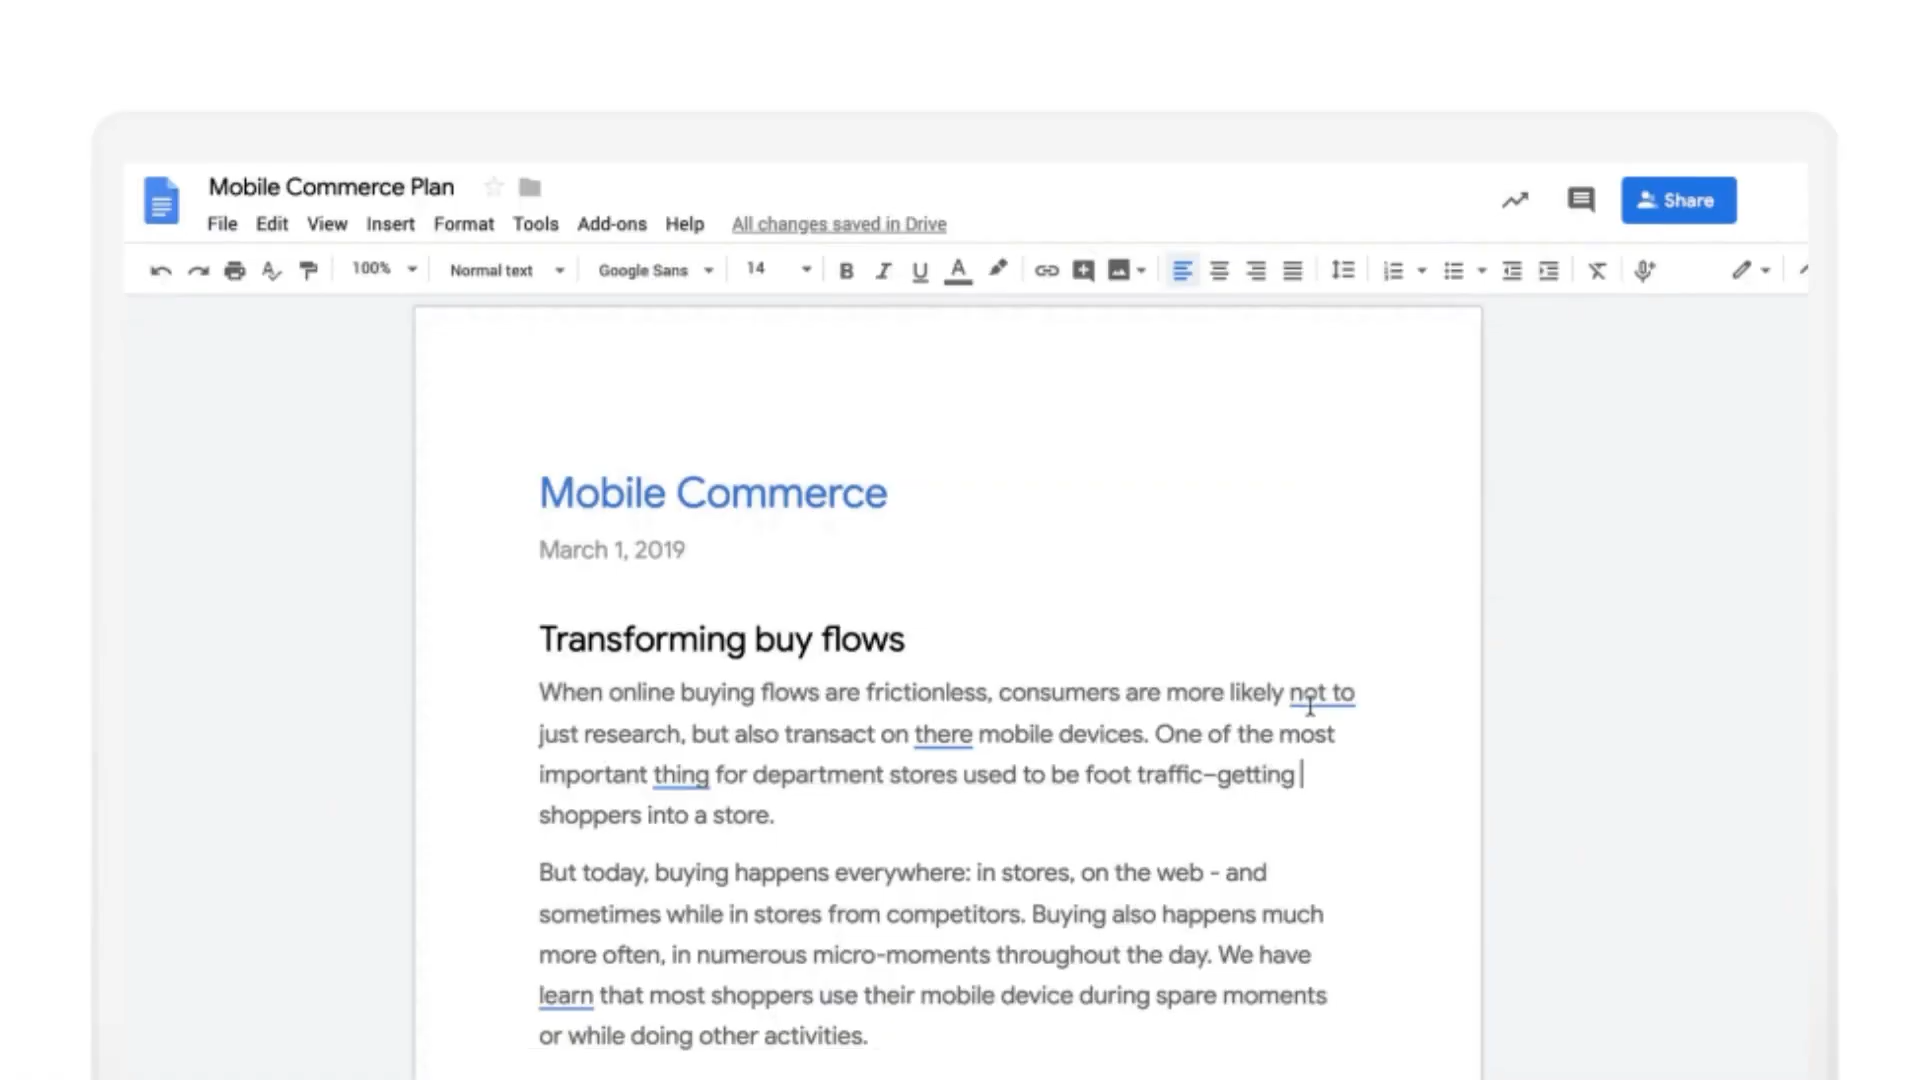 Mobile Commerce Plan
File Edit View Insert Format Tools Add-ons Help All changes saved in Drive
Share
100% Normal text Google Sans 14 B I U A
Mobile Commerce
March 1, 2019
Transforming buy flows
When online buying flows are frictionless, consumers are more likely not to
just research, but also transact on there mobile devices. One of the most
important thing for department stores used to be foot traffic–getting
shoppers into a store.
But today, buying happens everywhere: in stores, on the web - and
sometimes while in stores from competitors. Buying also happens much
more often, in numerous micro-moments throughout the day. We have
learn that most shoppers use their mobile device during spare moments
or while doing other activities.